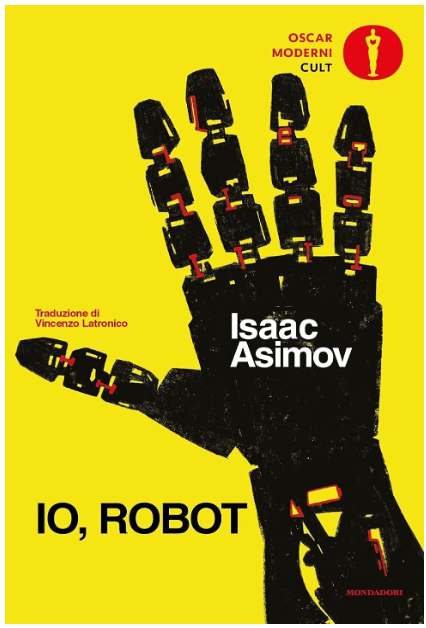 OSCAR
MODERNI
CULT
Traduzione di
Vincenzo Latronico
Isaac
Asimov
IO, ROBOT
MONDADORI